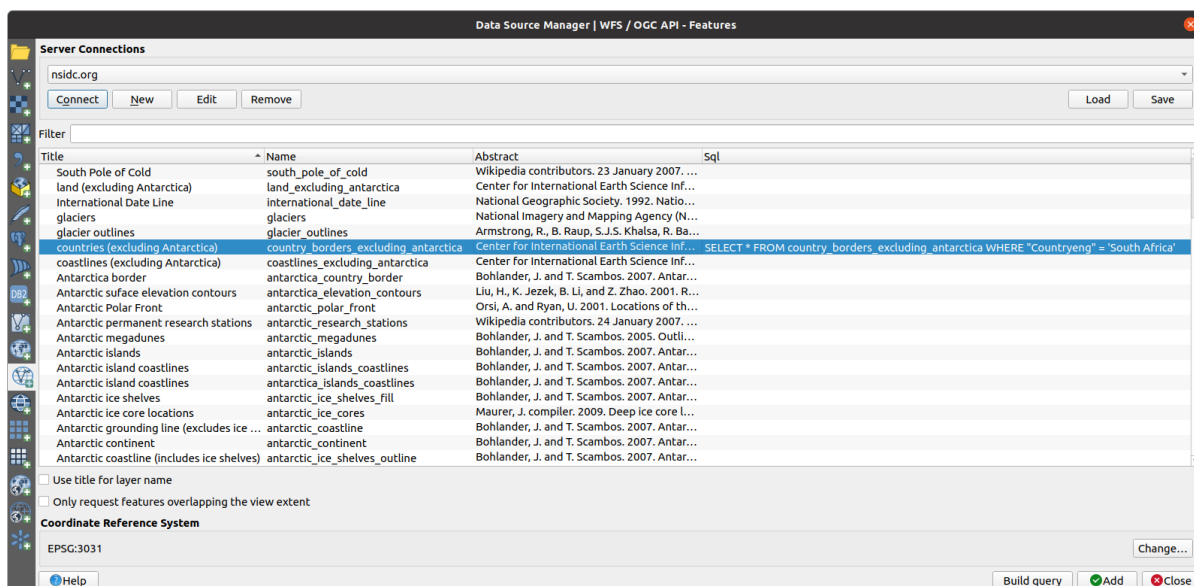 Data Source Manager | WFS / OGC API - Features
Server Connections
nsidc.org
Connect New Edit Remove Load Save
Filter
Title Name Abstract Sql
South Pole of Cold south_pole_of_cold Wikipedia contributors. 23 January 2007. ...
land (excluding Antarctica) land_excluding_antarctica Center for International Earth Science Inf...
International Date Line international_date_line National Geographic Society. 1992. Natio...
glaciers glaciers National Imagery and Mapping Agency (N...
glacier outlines glacier_outlines Armstrong, R., B. Raup, S.J.S. Khalsa, R. Ba...
countries (excluding Antarctica) country_borders_excluding_antarctica Center for International Earth Science Inf... SELECT * FROM country_borders_excluding_antarctica WHERE "Countryeng" = 'South Africa'
coastlines (excluding Antarctica) coastlines_excluding_antarctica Center for International Earth Science Inf...
Antarctica border antarctica_country_border Bohlander, J. and T. Scambos. 2007. Antar...
Antarctic suface elevation contours antarctica_elevation_contours Liu, H., K. Jezek, B. Li, and Z. Zhao. 2001. R...
Antarctic Polar Front antarctic_polar_front Orsi, A. and Ryan, U. 2001. Locations of th...
Antarctic permanent research stations antarctic_research_stations Wikipedia contributors. 24 January 2007. ...
Antarctic megadunes antarctic_megadunes Bohlander, J. and T. Scambos. 2005. Outli...
Antarctic islands antarctic_islands Bohlander, J. and T. Scambos. 2007. Antar...
Antarctic island coastlines antarctic_islands_coastlines Bohlander, J. and T. Scambos. 2007. Antar...
Antarctic island coastlines antarctica_islands_coastlines Bohlander, J. and T. Scambos. 2007. Antar...
Antarctic ice shelves antarctic_ice_shelves_fill Bohlander, J. and T. Scambos. 2007. Antar...
Antarctic ice core locations antarctic_ice_cores Maurer, J. compiler. 2009. Deep ice core l...
Antarctic grounding line (excludes ice ... antarctic_coastline Bohlander, J. and T. Scambos. 2007. Antar...
Antarctic continent antarctic_continent Bohlander, J. and T. Scambos. 2007. Antar...
Antarctic coastline (includes ice shelves) antarctic_ice_shelves_outline Bohlander, J. and T. Scambos. 2007. Antar...
Use title for layer name
Only request features overlapping the view extent
Coordinate Reference System
EPSG:3031 Change...
Help Build query Add Close
DB2